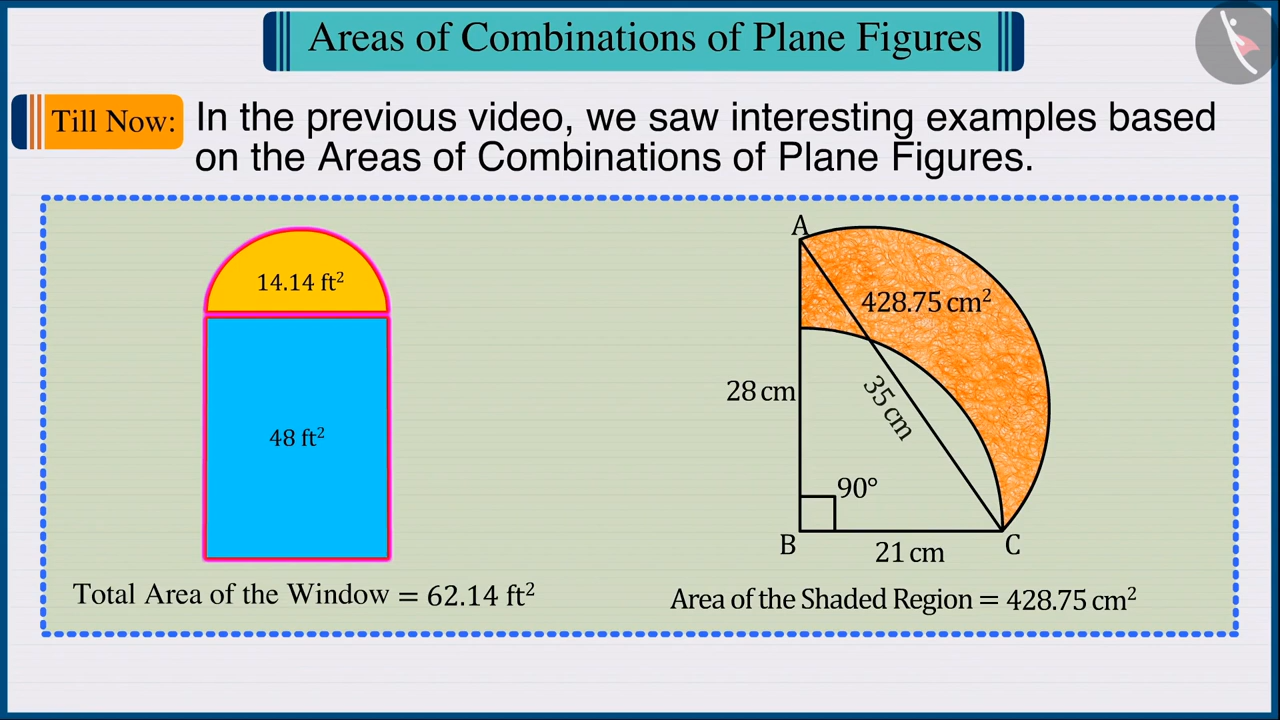 Areas of Combinations of Plane Figures
Till Now: In the previous video, we saw interesting examples based
on the Areas of Combinations of Plane Figures.
14.14 ft²
48 ft²
Total Area of the Window = 62.14 ft²
A
428.75 cm²
28 cm
35 cm
90°
B
21 cm
C
Area of the Shaded Region = 428.75 cm²